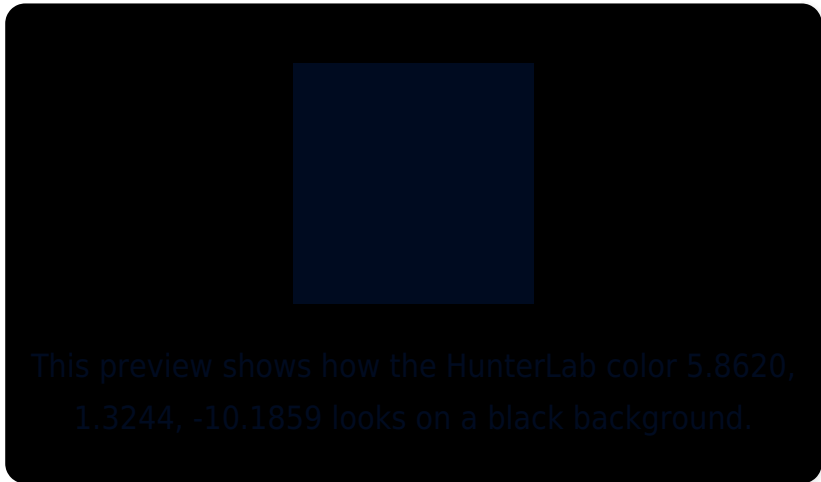 This preview shows how the HunterLab color 5.8620,
1.3244, -10.1859 looks on a black background.